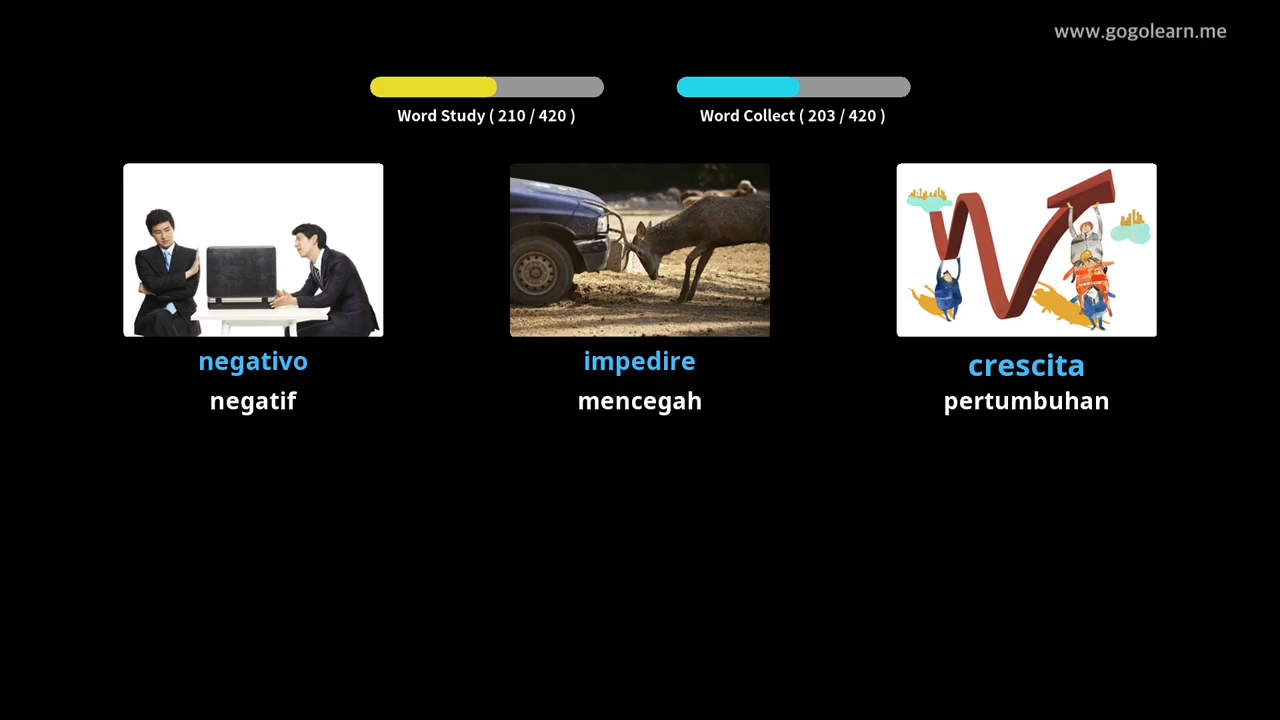 www.gogolearn.me
Word Study ( 210 / 420 )
Word Collect ( 203 / 420 )
negativo
impedire
crescita
negatif
mencegah
pertumbuhan